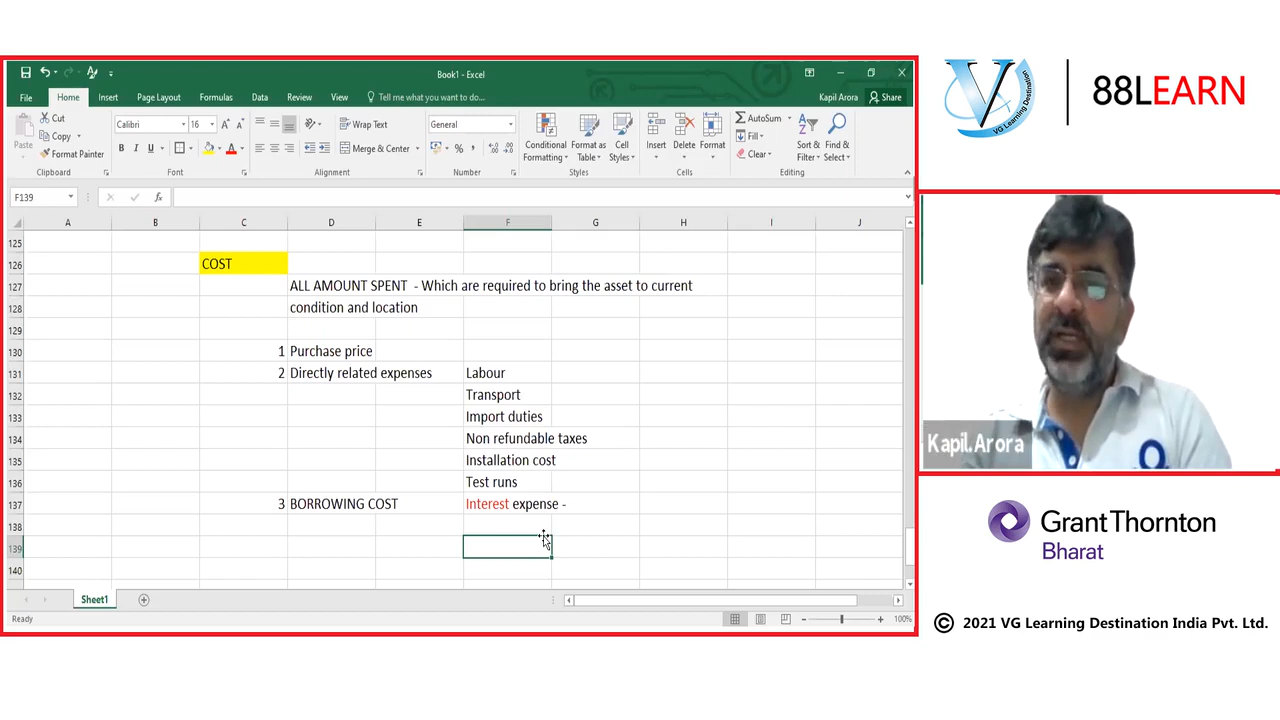 Book1 - Excel
File Home Insert Page Layout Formulas Data Review View Tell me what you want to do... Kapil Arora Share
Paste
Cut
Copy
Format Painter
Calibri 16
B I U
Wrap Text
Merge & Center
General
Conditional Formatting
Format as Table
Cell Styles
Insert Delete Format
AutoSum
Fill
Clear
Sort & Filter
Find & Select
Clipboard Font Alignment Number Styles Cells Editing
F139 fx
A B C D E F G H I J
125
126 COST
127 ALL AMOUNT SPENT - Which are required to bring the asset to current
128 condition and location
129
130 1 Purchase price
131 2 Directly related expenses Labour
132 Transport
133 Import duties
134 Non refundable taxes
135 Installation cost
136 Test runs
137 3 BORROWING COST Interest expense -
138
139
140
Sheet1
Ready 100%
V
VG Learning Destination
88LEARN
Kapil.Arora
Grant Thornton
Bharat
© 2021 VG Learning Destination India Pvt. Ltd.